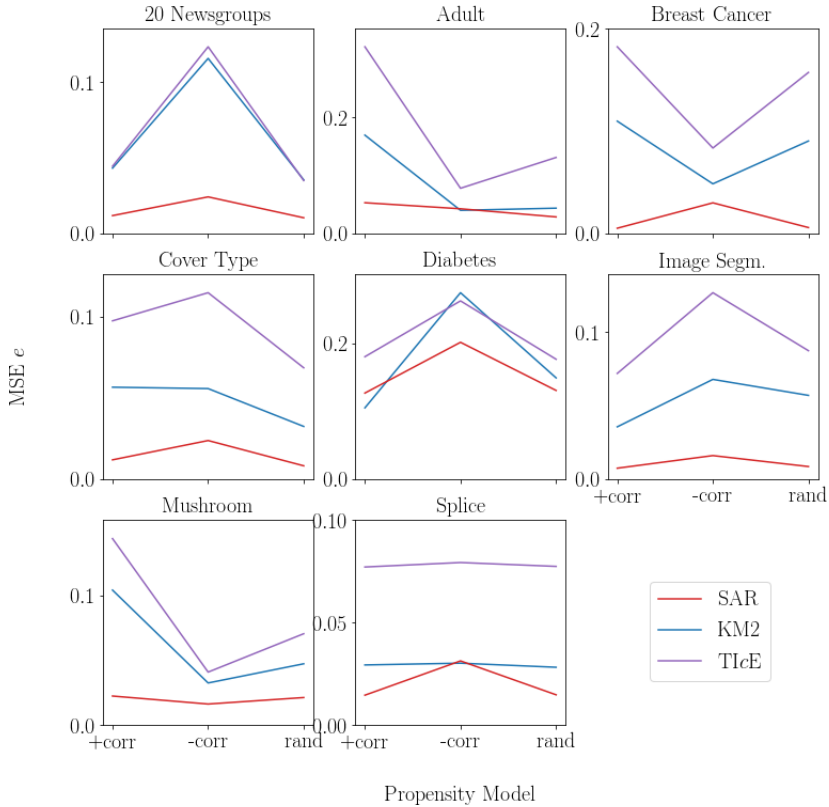 20 Newsgroups
Adult
Breast Cancer
0.1
0.0
0.2
0.0
0.2
0.0
Cover Type
Diabetes
Image Segm.
0.1
0.0
0.2
0.0
0.1
0.0
+corr
-corr
rand
MSE e
Mushroom
Splice
0.1
0.0
+corr
-corr
rand
0.10
0.05
0.00
+corr
-corr
rand
SAR
KM2
TIcE
Propensity Model